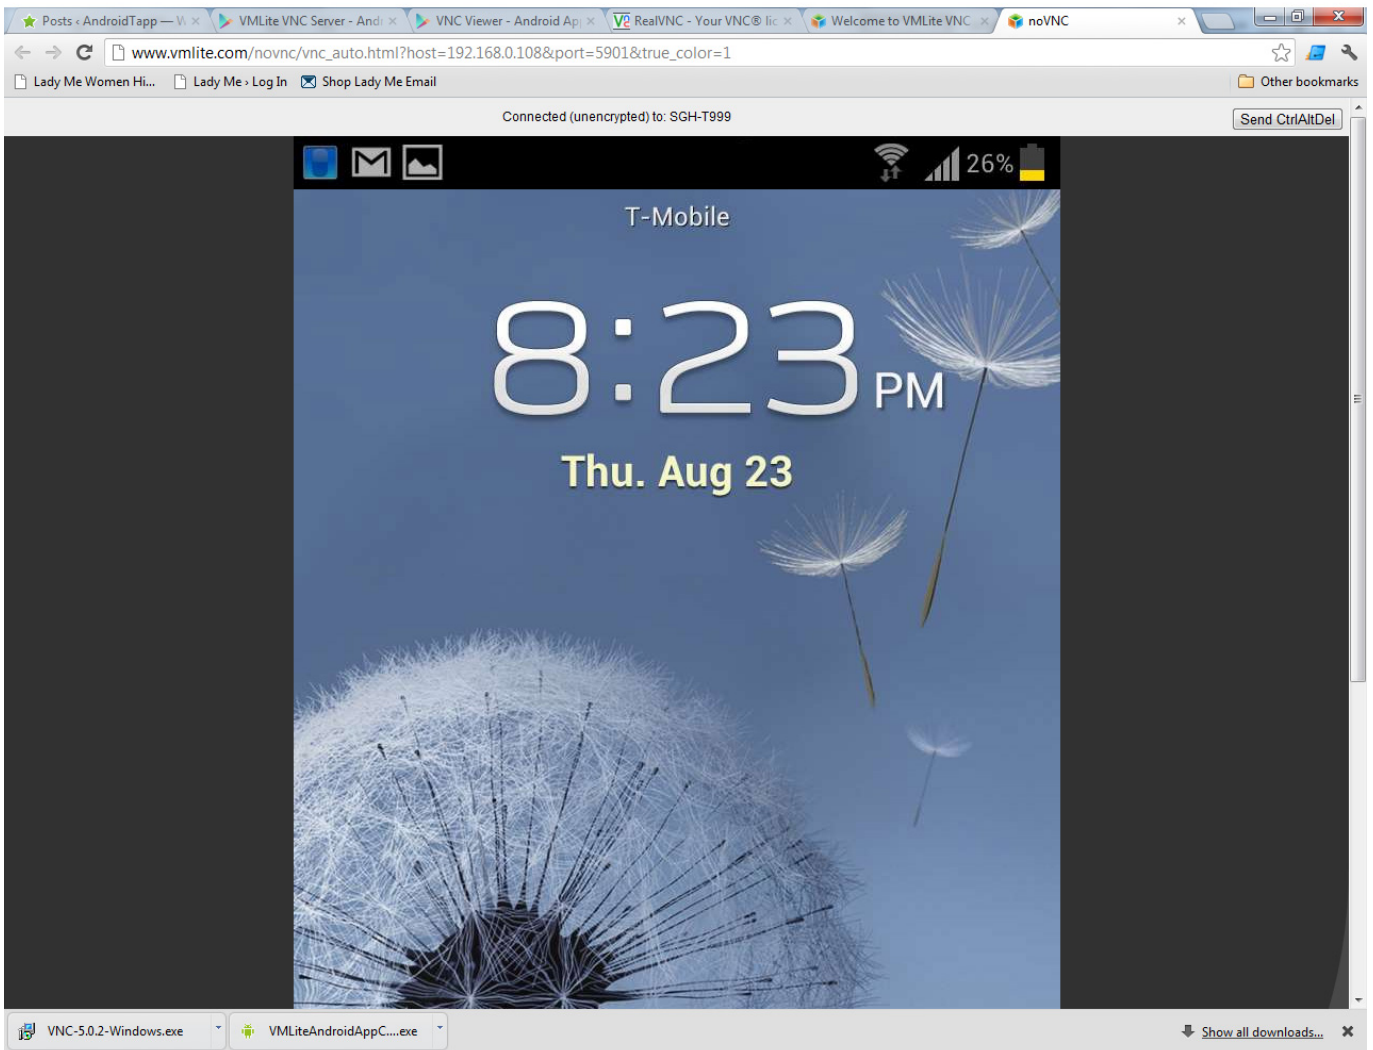 Posts ‹ AndroidTapp — W
VMLite VNC Server - Andr
VNC Viewer - Android Ap
RealVNC - Your VNC® lic
Welcome to VMLite VNC
noVNC
www.vmlite.com/novnc/vnc_auto.html?host=192.168.0.108&port=5901&true_color=1
Lady Me Women Hi...
Lady Me › Log In
Shop Lady Me Email
Other bookmarks
Connected (unencrypted) to: SGH-T999
Send CtrlAltDel
26%
T-Mobile
8:23 PM
Thu. Aug 23
VNC-5.0.2-Windows.exe
VMLiteAndroidAppC....exe
Show all downloads...